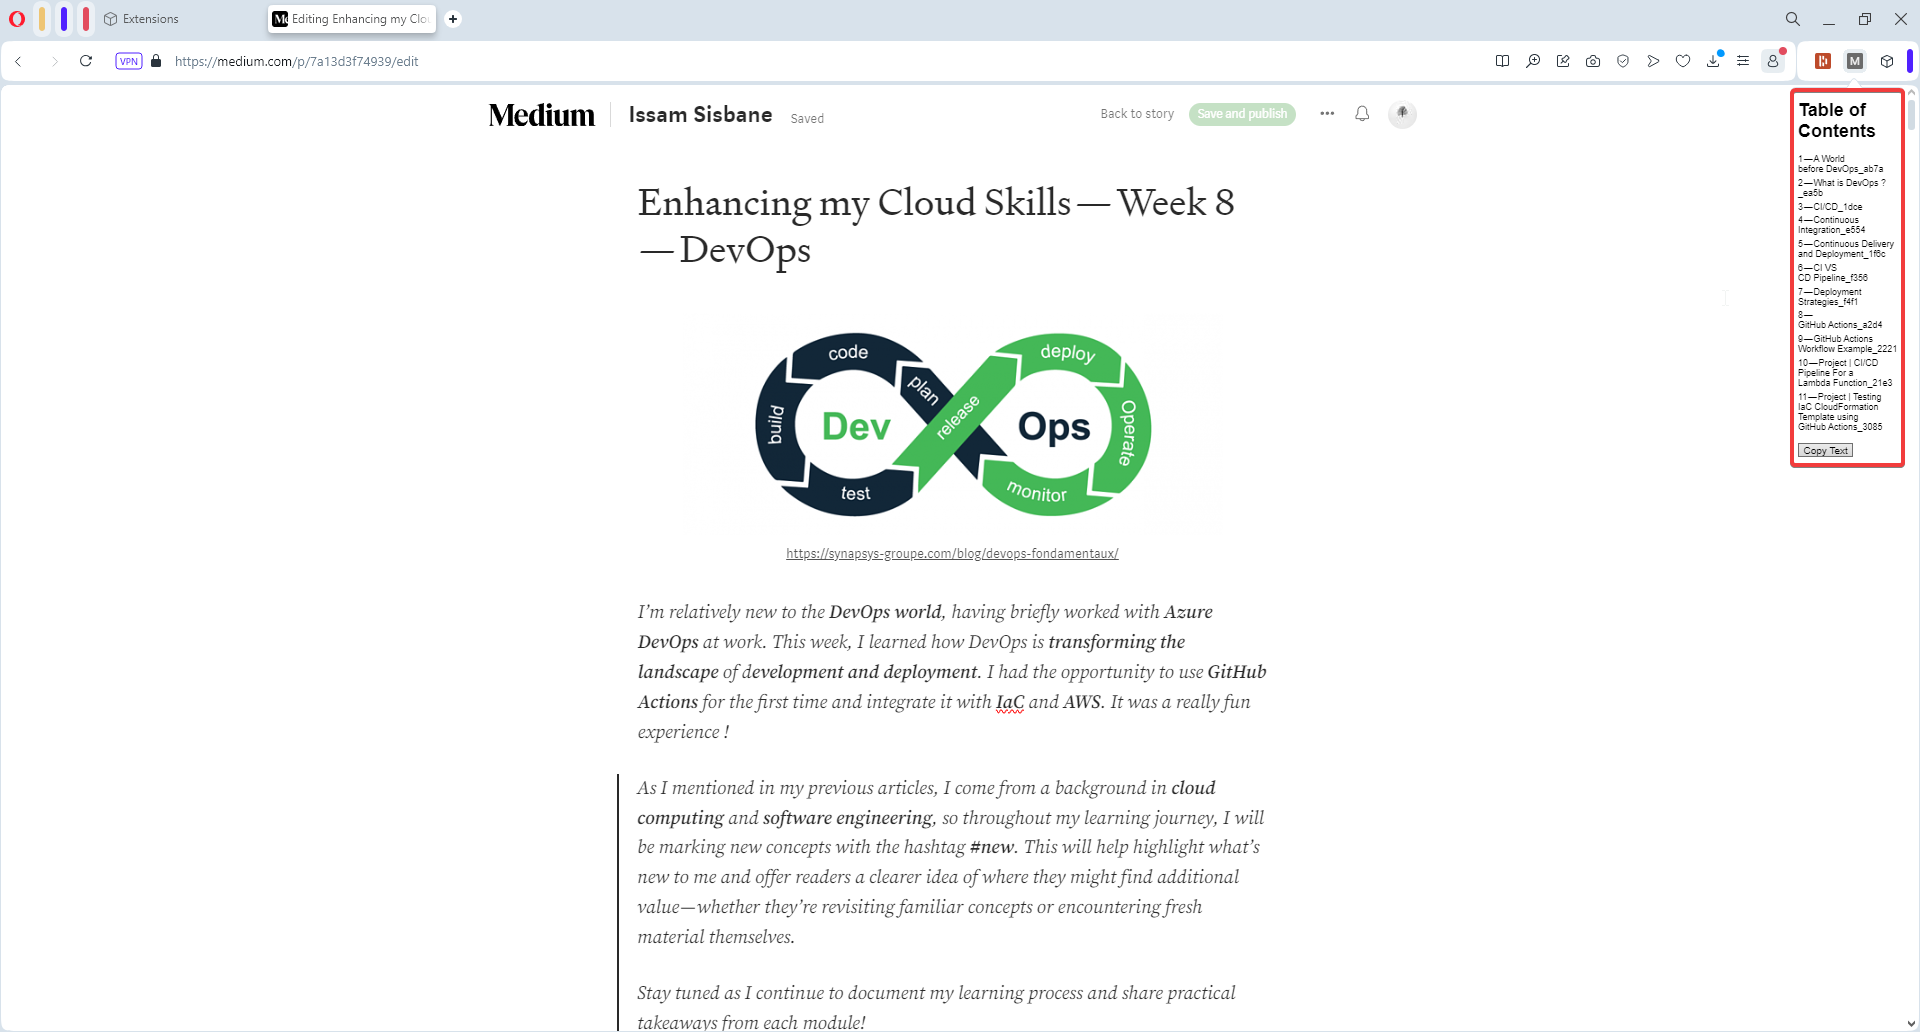 Extensions
Editing Enhancing my Clo
VPN
https://medium.com/p/7a13d3f74939/edit
M
Medium
Issam Sisbane
Saved
Back to story
Save and publish
Enhancing my Cloud Skills — Week 8
— DevOps
code
plan
build
Dev
test
release
deploy
Ops
Operate
monitor
https://synapsys-groupe.com/blog/devops-fondamentaux/
I’m relatively new to the DevOps world, having briefly worked with Azure
DevOps at work. This week, I learned how DevOps is transforming the
landscape of development and deployment. I had the opportunity to use GitHub
Actions for the first time and integrate it with IaC and AWS. It was a really fun
experience !
As I mentioned in my previous articles, I come from a background in cloud
computing and software engineering, so throughout my learning journey, I will
be marking new concepts with the hashtag #new. This will help highlight what’s
new to me and offer readers a clearer idea of where they might find additional
value—whether they’re revisiting familiar concepts or encountering fresh
material themselves.
Stay tuned as I continue to document my learning process and share practical
takeaways from each module!
Table of
Contents
1 — A World
before DevOps_ab7a
2 — What is DevOps ?
_ea5b
3 — CI/CD_1dce
4 — Continuous
Integration_e554
5 — Continuous Delivery
and Deployment_1f6c
6 — CI VS
CD Pipeline_f356
7 — Deployment
Strategies_f4f1
8 —
GitHub Actions_a2d4
9 — GitHub Actions
Workflow Example_2221
10 — Project | CI/CD
Pipeline For a
Lambda Function_21e3
11 — Project | Testing
IaC CloudFormation
Template using
GitHub Actions_3085
Copy Text